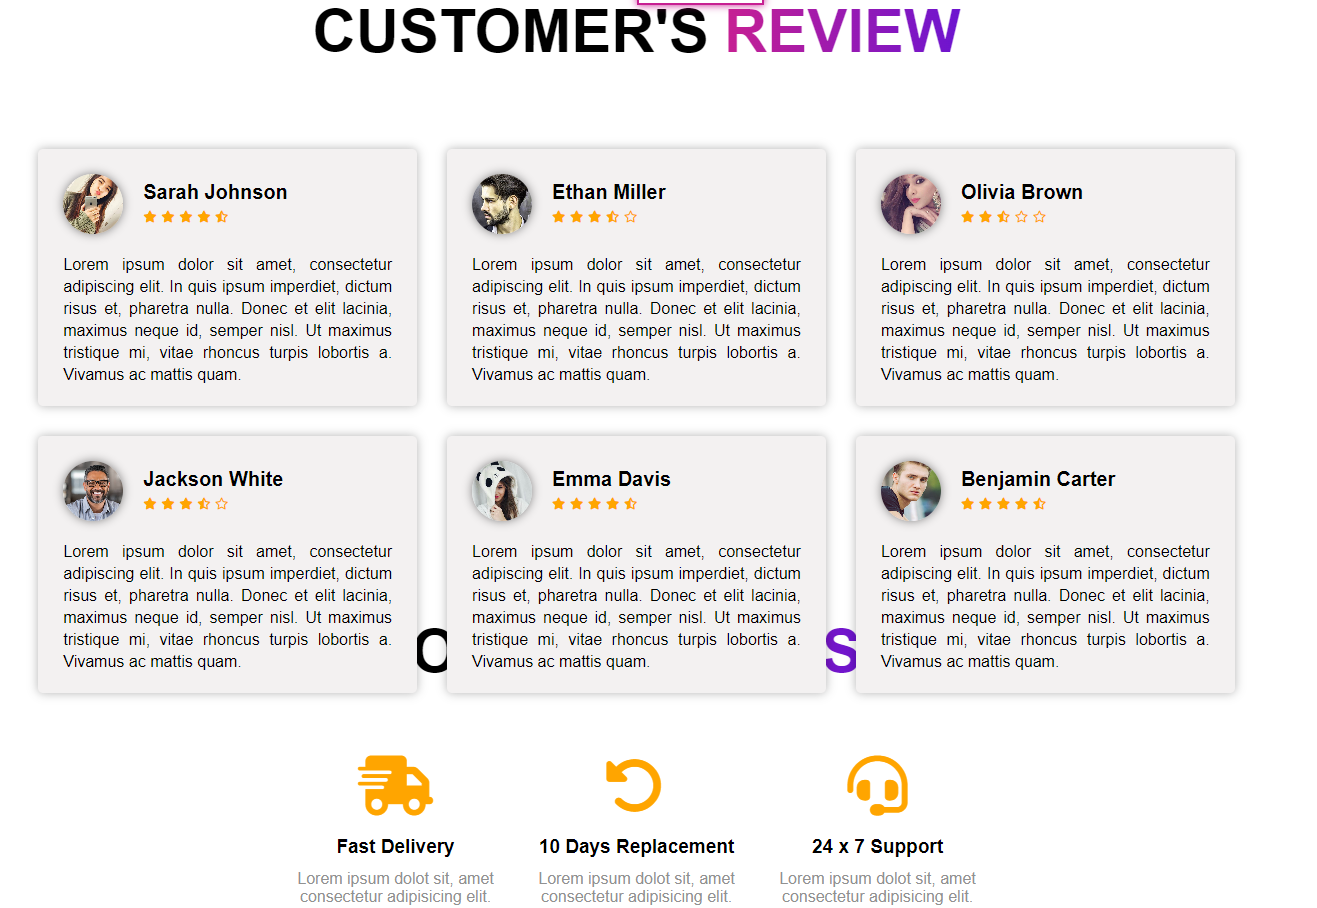 CUSTOMER'S REVIEW
Sarah Johnson
Lorem ipsum dolor sit amet, consectetur
adipiscing elit. In quis ipsum imperdiet, dictum
risus et, pharetra nulla. Donec et elit lacinia,
maximus neque id, semper nisl. Ut maximus
tristique mi, vitae rhoncus turpis lobortis a.
Vivamus ac mattis quam.
Ethan Miller
Lorem ipsum dolor sit amet, consectetur
adipiscing elit. In quis ipsum imperdiet, dictum
risus et, pharetra nulla. Donec et elit lacinia,
maximus neque id, semper nisl. Ut maximus
tristique mi, vitae rhoncus turpis lobortis a.
Vivamus ac mattis quam.
Olivia Brown
Lorem ipsum dolor sit amet, consectetur
adipiscing elit. In quis ipsum imperdiet, dictum
risus et, pharetra nulla. Donec et elit lacinia,
maximus neque id, semper nisl. Ut maximus
tristique mi, vitae rhoncus turpis lobortis a.
Vivamus ac mattis quam.
Jackson White
Lorem ipsum dolor sit amet, consectetur
adipiscing elit. In quis ipsum imperdiet, dictum
risus et, pharetra nulla. Donec et elit lacinia,
maximus neque id, semper nisl. Ut maximus
tristique mi, vitae rhoncus turpis lobortis a.
Vivamus ac mattis quam.
Emma Davis
Lorem ipsum dolor sit amet, consectetur
adipiscing elit. In quis ipsum imperdiet, dictum
risus et, pharetra nulla. Donec et elit lacinia,
maximus neque id, semper nisl. Ut maximus
tristique mi, vitae rhoncus turpis lobortis a.
Vivamus ac mattis quam.
Benjamin Carter
Lorem ipsum dolor sit amet, consectetur
adipiscing elit. In quis ipsum imperdiet, dictum
risus et, pharetra nulla. Donec et elit lacinia,
maximus neque id, semper nisl. Ut maximus
tristique mi, vitae rhoncus turpis lobortis a.
Vivamus ac mattis quam.
Fast Delivery
Lorem ipsum dolot sit, amet
consectetur adipisicing elit.
10 Days Replacement
Lorem ipsum dolot sit, amet
consectetur adipisicing elit.
24 x 7 Support
Lorem ipsum dolot sit, amet
consectetur adipisicing elit.